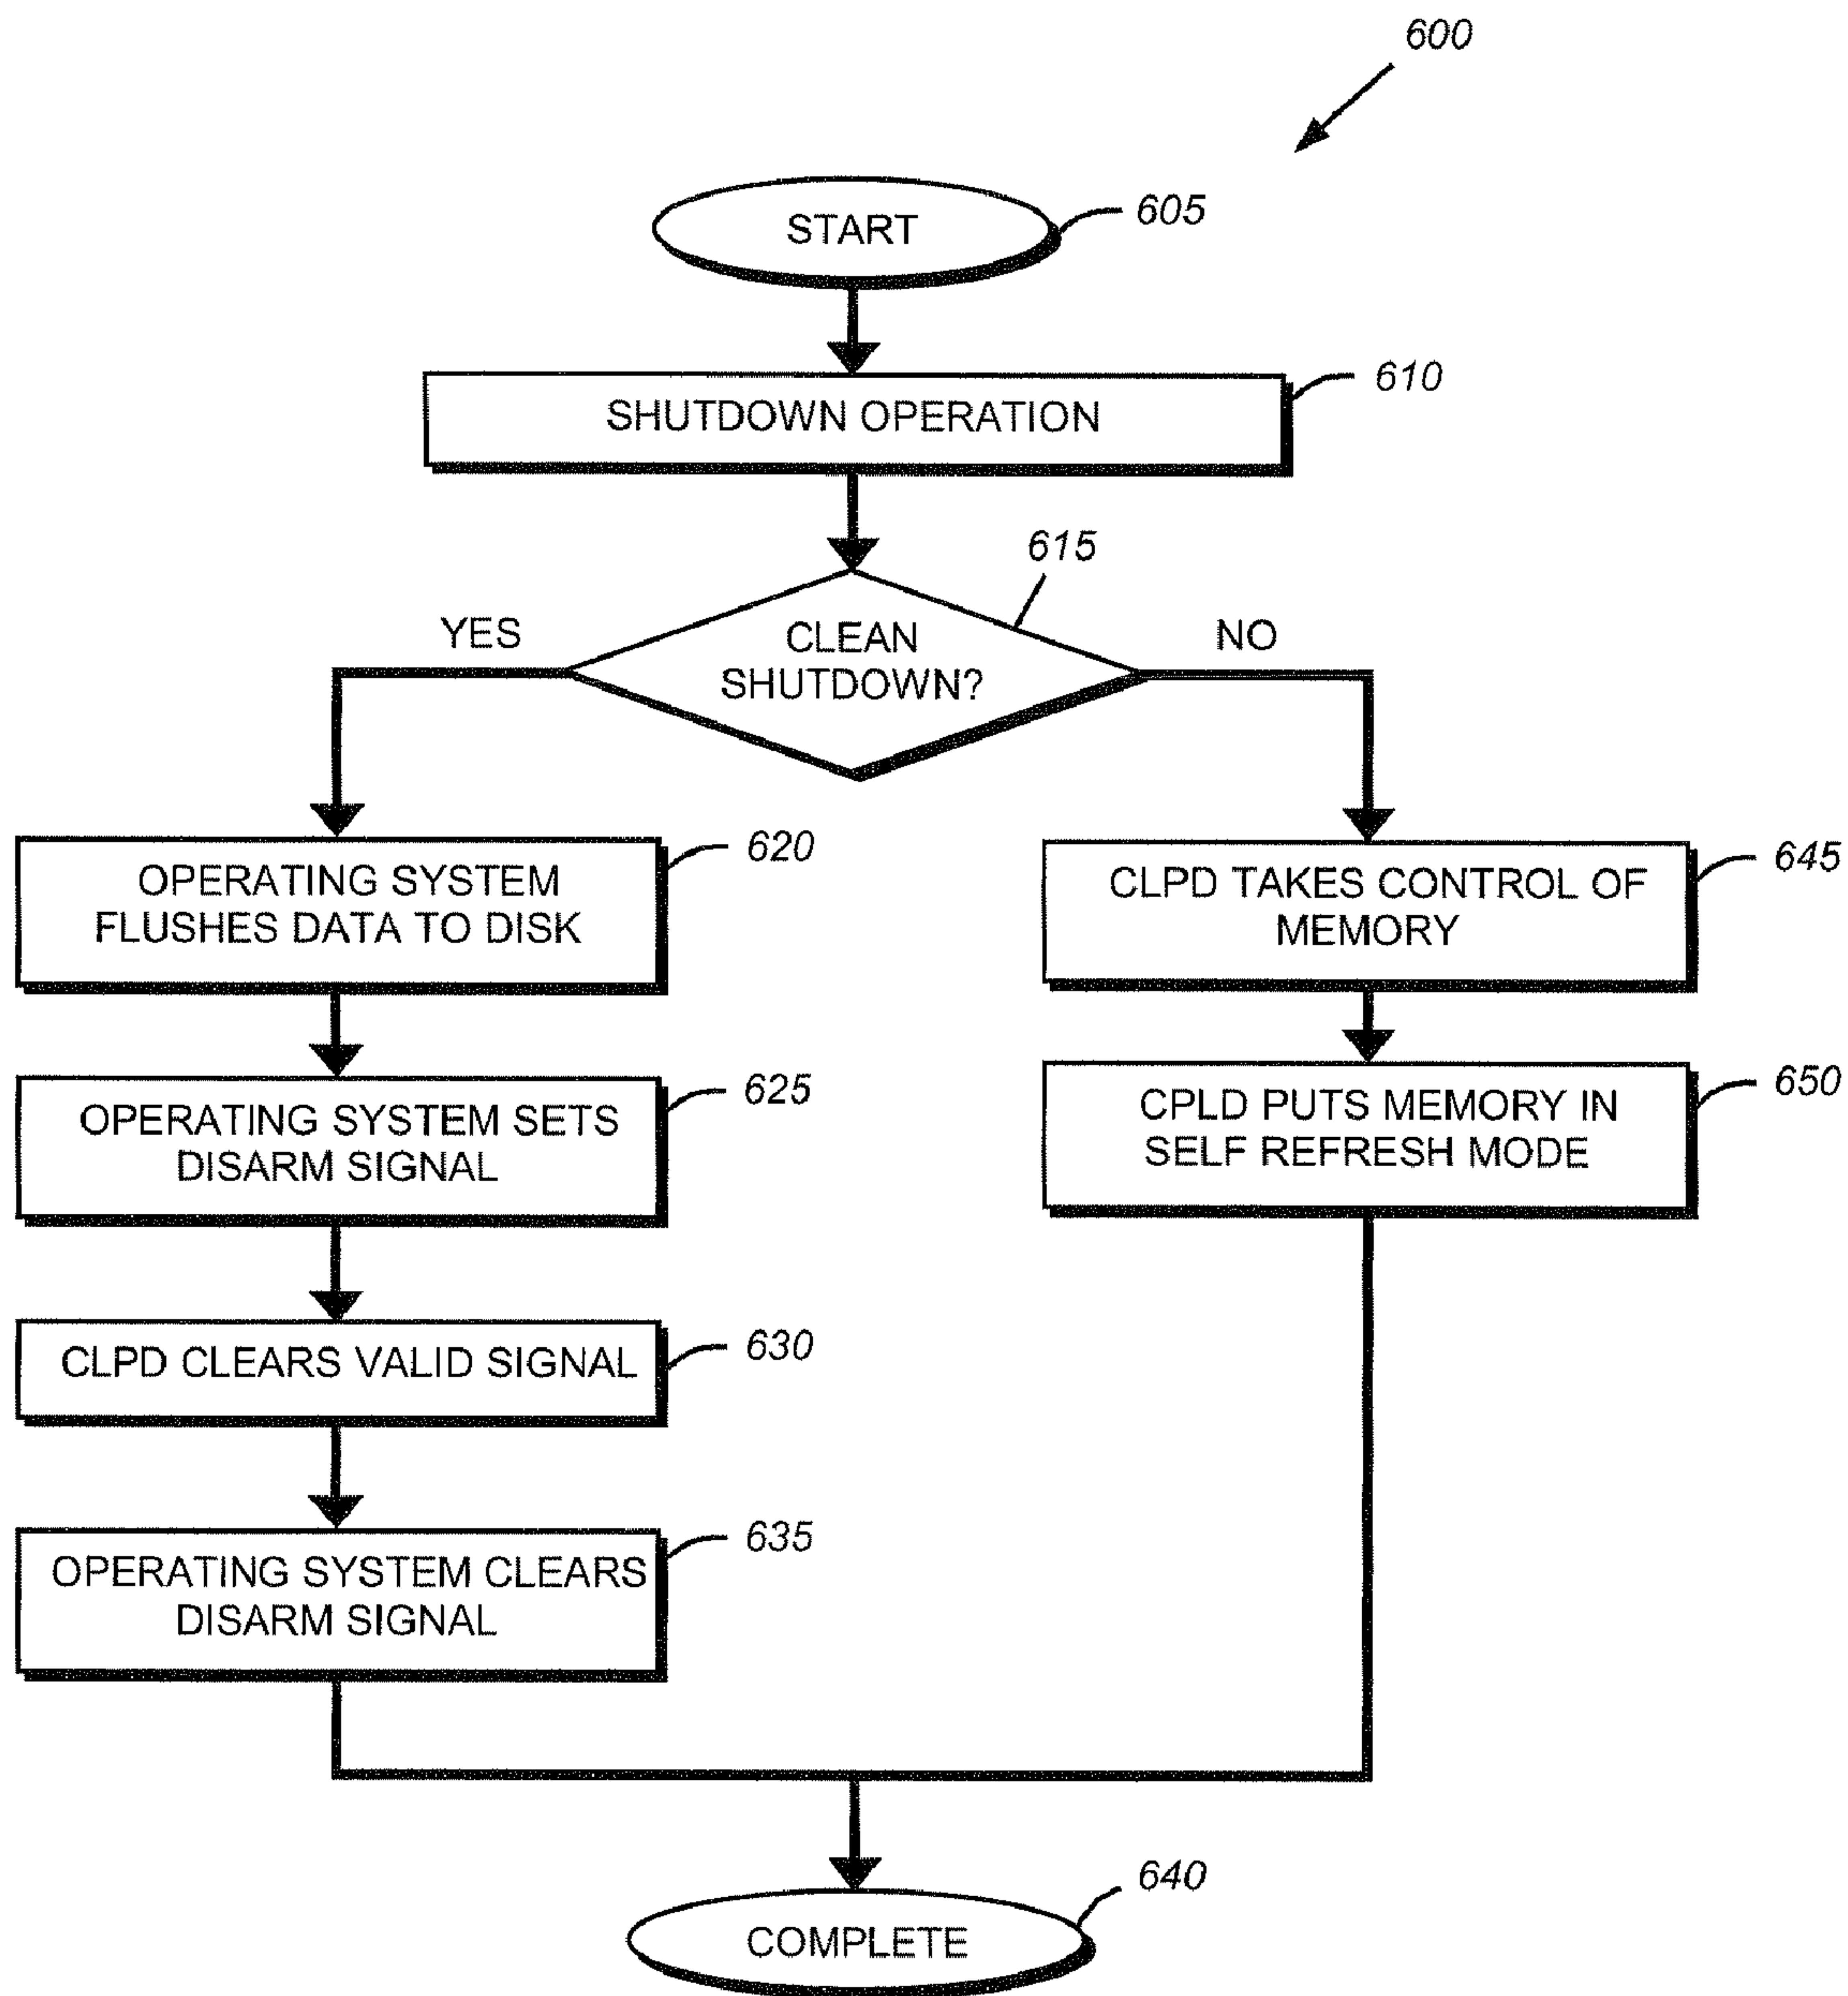 600
START
605
SHUTDOWN OPERATION
610
CLEAN
SHUTDOWN?
615
YES
NO
OPERATING SYSTEM
FLUSHES DATA TO DISK
620
OPERATING SYSTEM SETS
DISARM SIGNAL
625
CLPD CLEARS VALID SIGNAL
630
OPERATING SYSTEM CLEARS
DISARM SIGNAL
635
CLPD TAKES CONTROL OF
MEMORY
645
CPLD PUTS MEMORY IN
SELF REFRESH MODE
650
COMPLETE
640